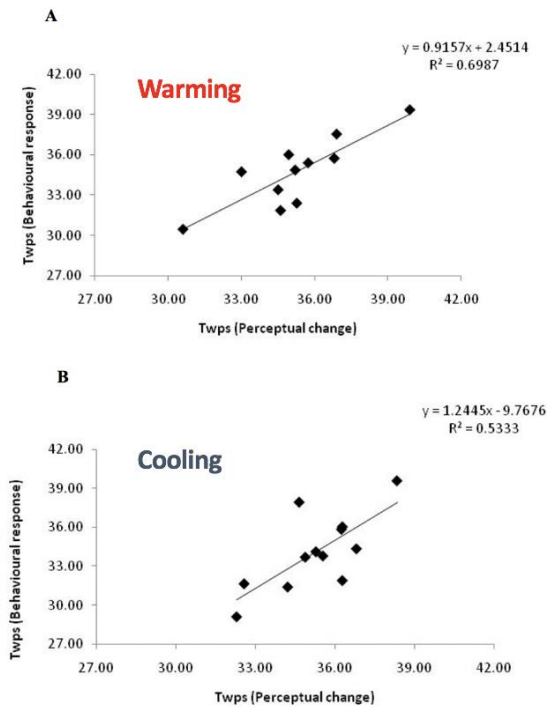 A
y = 0.9157x + 2.4514
R² = 0.6987
Warming
42.00
39.00
36.00
33.00
30.00
27.00
Twps (Behavioural response)
27.00 30.00 33.00 36.00 39.00 42.00
Twps (Perceptual change)
B
y = 1.2445x - 9.7676
R² = 0.5333
Cooling
42.00
39.00
36.00
33.00
30.00
27.00
Twps (Behavioural response)
27.00 30.00 33.00 36.00 39.00 42.00
Twps (Perceptual change)